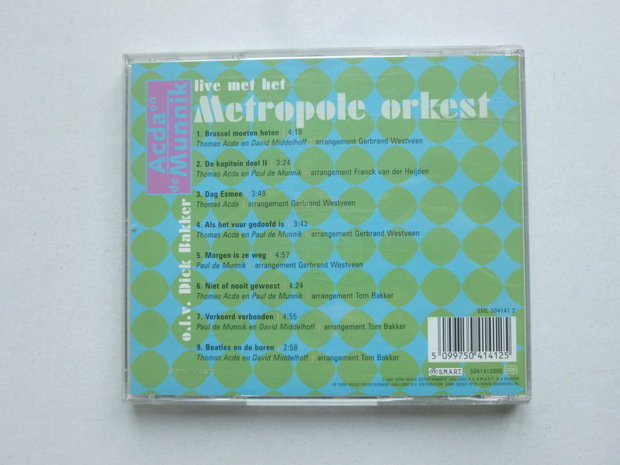 Acda en
de Munnik
live met het
Metropole orkest
o.l.v. Dick Bakker
1. Brussel moeten heten 4:19
Thomas Acda en David Middelhoff arrangement Gerbrand Westveen
2. De kapitein deel II 3:24
Thomas Acda en Paul de Munnik arrangement Franck van der Heijden
3. Dag Esmee 3:49
Thomas Acda arrangement Gerbrand Westveen
4. Als het vuur gedoofd is 3:42
Thomas Acda en Paul de Munnik arrangement Gerbrand Westveen
5. Morgen is ze weg 4:57
Paul de Munnik arrangement Gerbrand Westveen
6. Niet of nooit geweest 4:24
Thomas Acda en Paul de Munnik arrangement Tom Bakker
7. Verkeerd verbonden 4:55
Paul de Munnik en David Middelhoff arrangement Tom Bakker
8. Beatles en de buren 2:58
Thomas Acda en David Middelhoff arrangement Tom Bakker
SML 504141 2
5 099750 414125
S.M.A.R.T. 5041412000